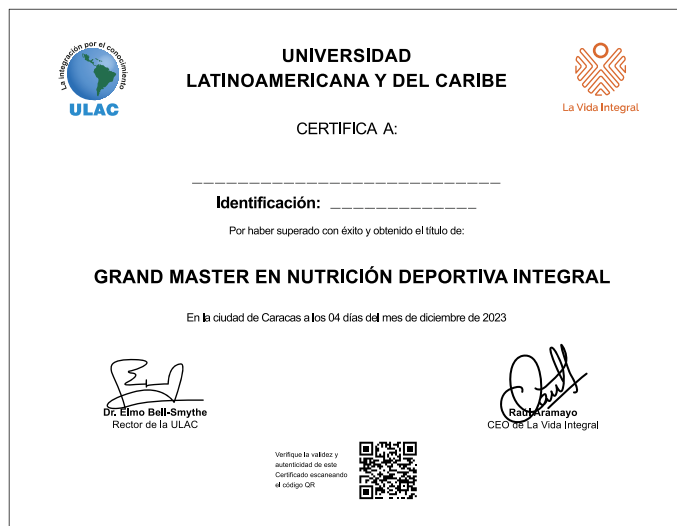 La integración por el conocimiento
ULAC
UNIVERSIDAD
LATINOAMERICANA Y DEL CARIBE
La Vida Integral
CERTIFICA A:
____________________________
Identificación: _____________
Por haber superado con éxito y obtenido el título de:
GRAND MASTER EN NUTRICIÓN DEPORTIVA INTEGRAL
En la ciudad de Caracas a los 04 días del mes de diciembre de 2023
Dr. Elmo Bell-Smythe
Rector de la ULAC
Raúl Aramayo
CEO de La Vida Integral
Verifique la validez y
autenticidad de este
Certificado escaneando
el código QR